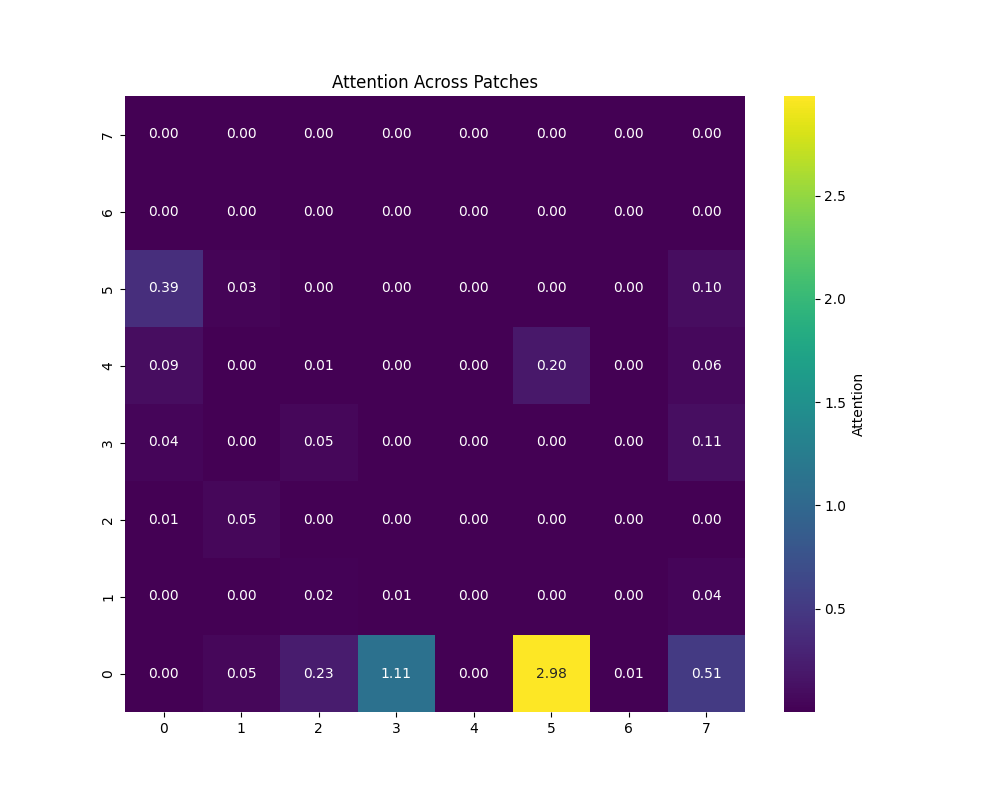 Attention Across Patches
7 0.00 0.00 0.00 0.00 0.00 0.00 0.00 0.00
6 0.00 0.00 0.00 0.00 0.00 0.00 0.00 0.00
5 0.39 0.03 0.00 0.00 0.00 0.00 0.00 0.10
4 0.09 0.00 0.01 0.00 0.00 0.20 0.00 0.06
3 0.04 0.00 0.05 0.00 0.00 0.00 0.00 0.11
2 0.01 0.05 0.00 0.00 0.00 0.00 0.00 0.00
1 0.00 0.00 0.02 0.01 0.00 0.00 0.00 0.04
0 0.00 0.05 0.23 1.11 0.00 2.98 0.01 0.51
0 1 2 3 4 5 6 7
2.5
2.0
1.5
1.0
0.5
Attention